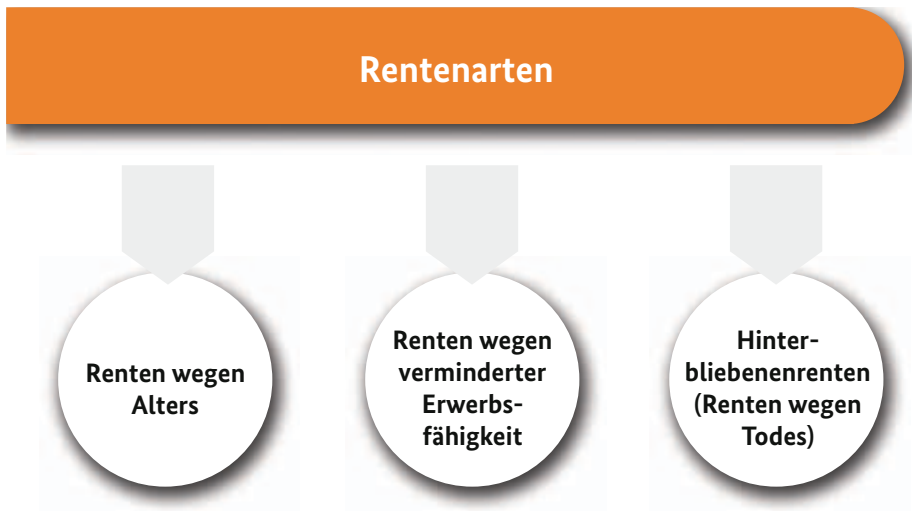 Rentenarten
Renten wegen
Alters
Renten wegen
verminderter
Erwerbs-
fähigkeit
Hinter-
bliebenenrenten
(Renten wegen
Todes)